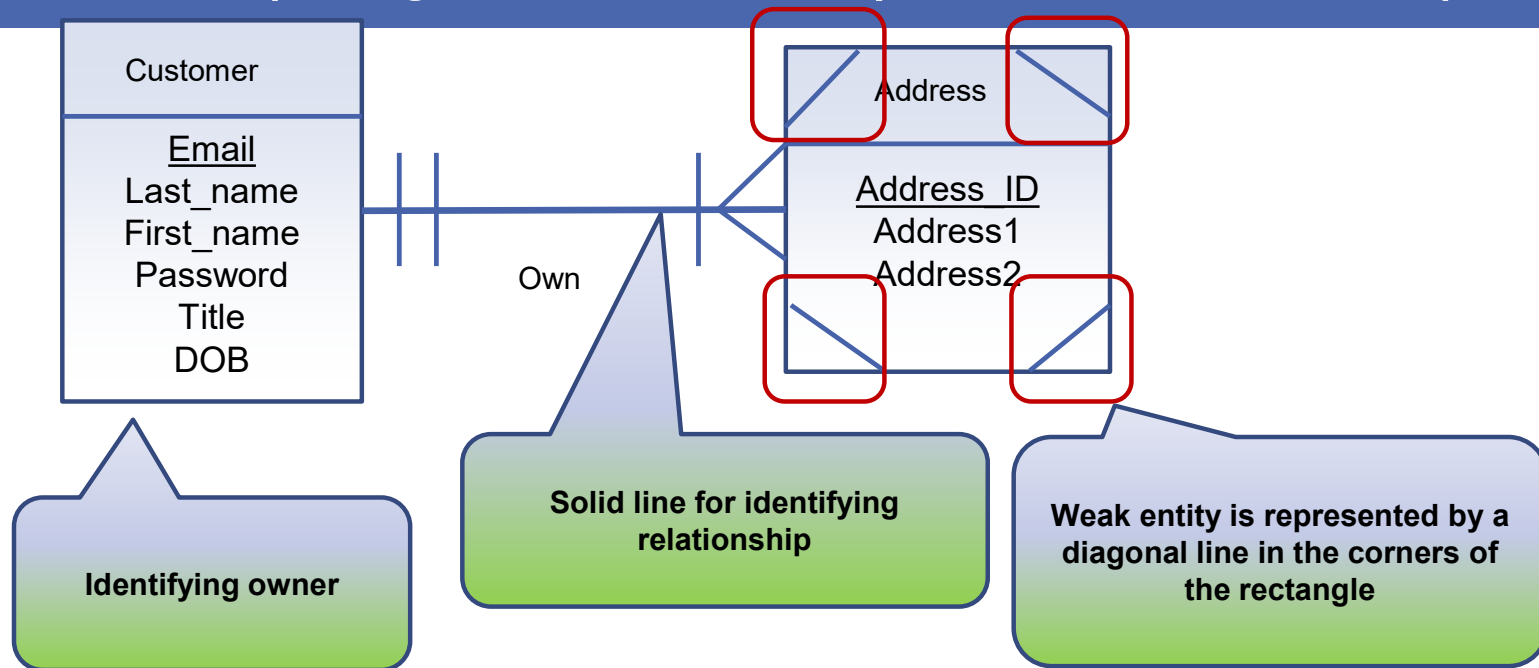 Customer
Email
Last_name
First_name
Password
Title
DOB
Own
Address
Address_ID
Address1
Address2
Identifying owner
Solid line for identifying
relationship
Weak entity is represented by a
diagonal line in the corners of
the rectangle